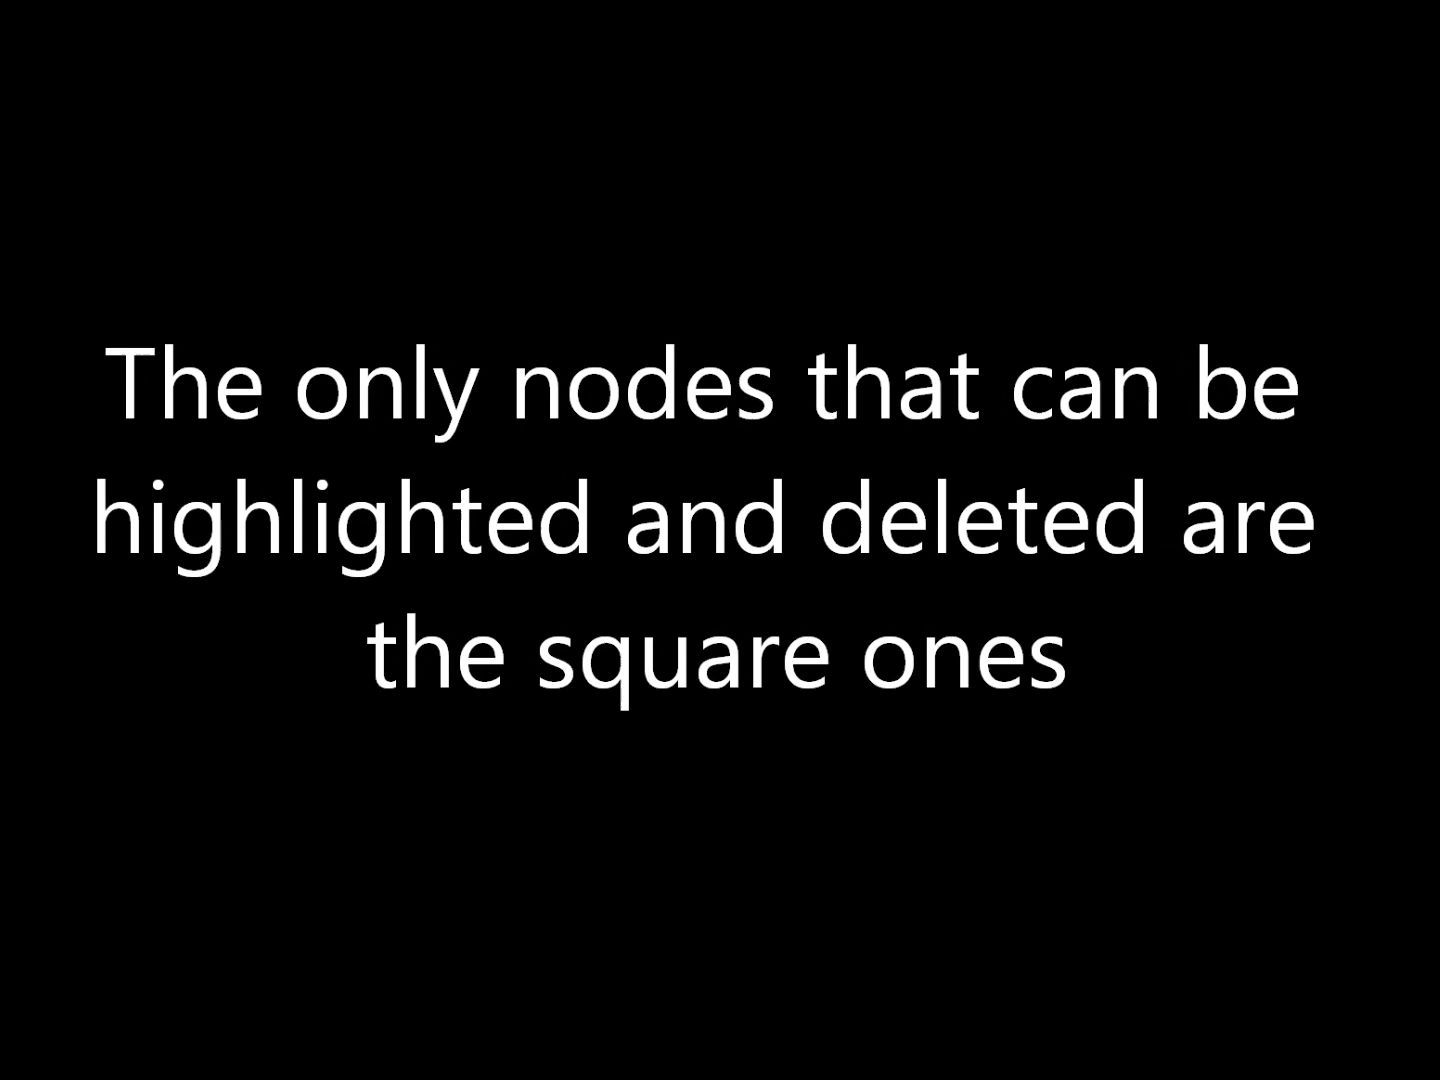 The only nodes that can be
highlighted and deleted are
the square ones